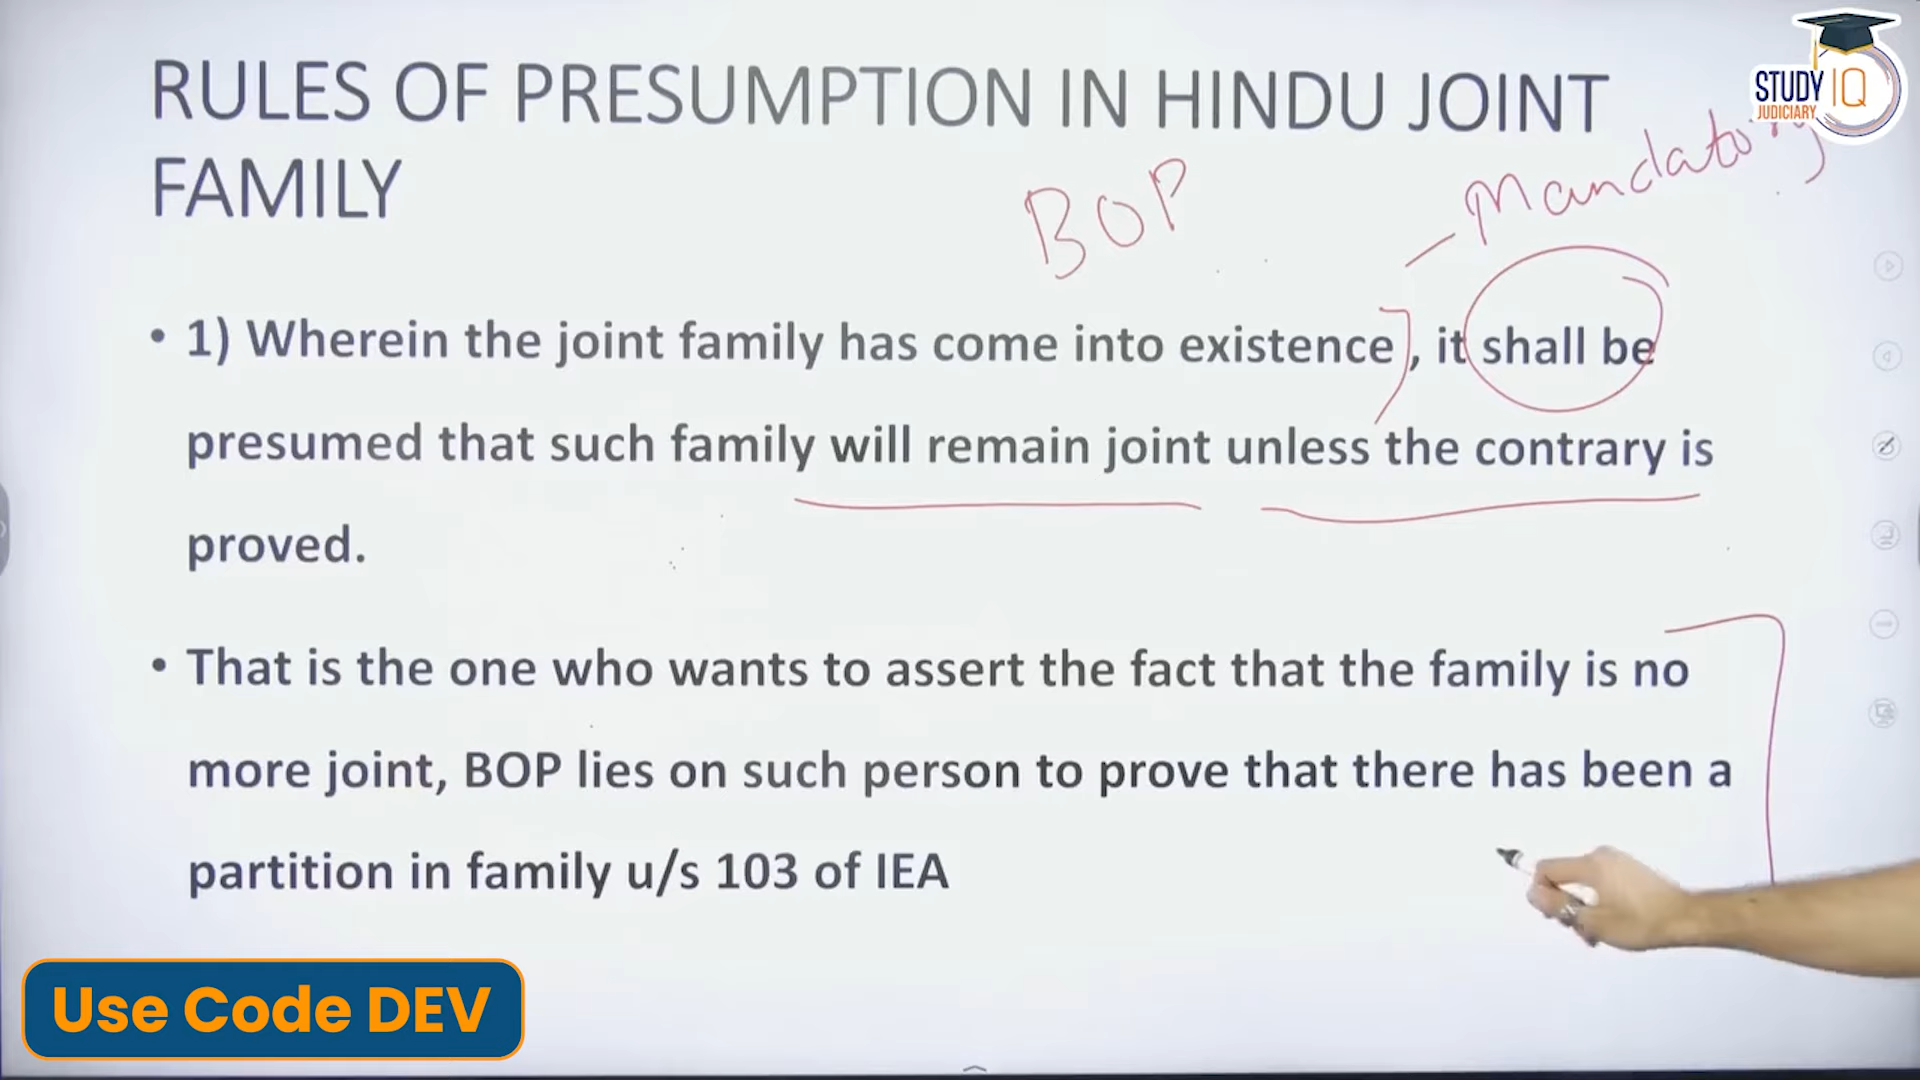 RULES OF PRESUMPTION IN HINDU JOINT
FAMILY
STUDY IQ
JUDICIARY
BOP
Mandatory
• 1) Wherein the joint family has come into existence , it shall be
presumed that such family will remain joint unless the contrary is
proved.
• That is the one who wants to assert the fact that the family is no
more joint, BOP lies on such person to prove that there has been a
partition in family u/s 103 of IEA
Use Code DEV